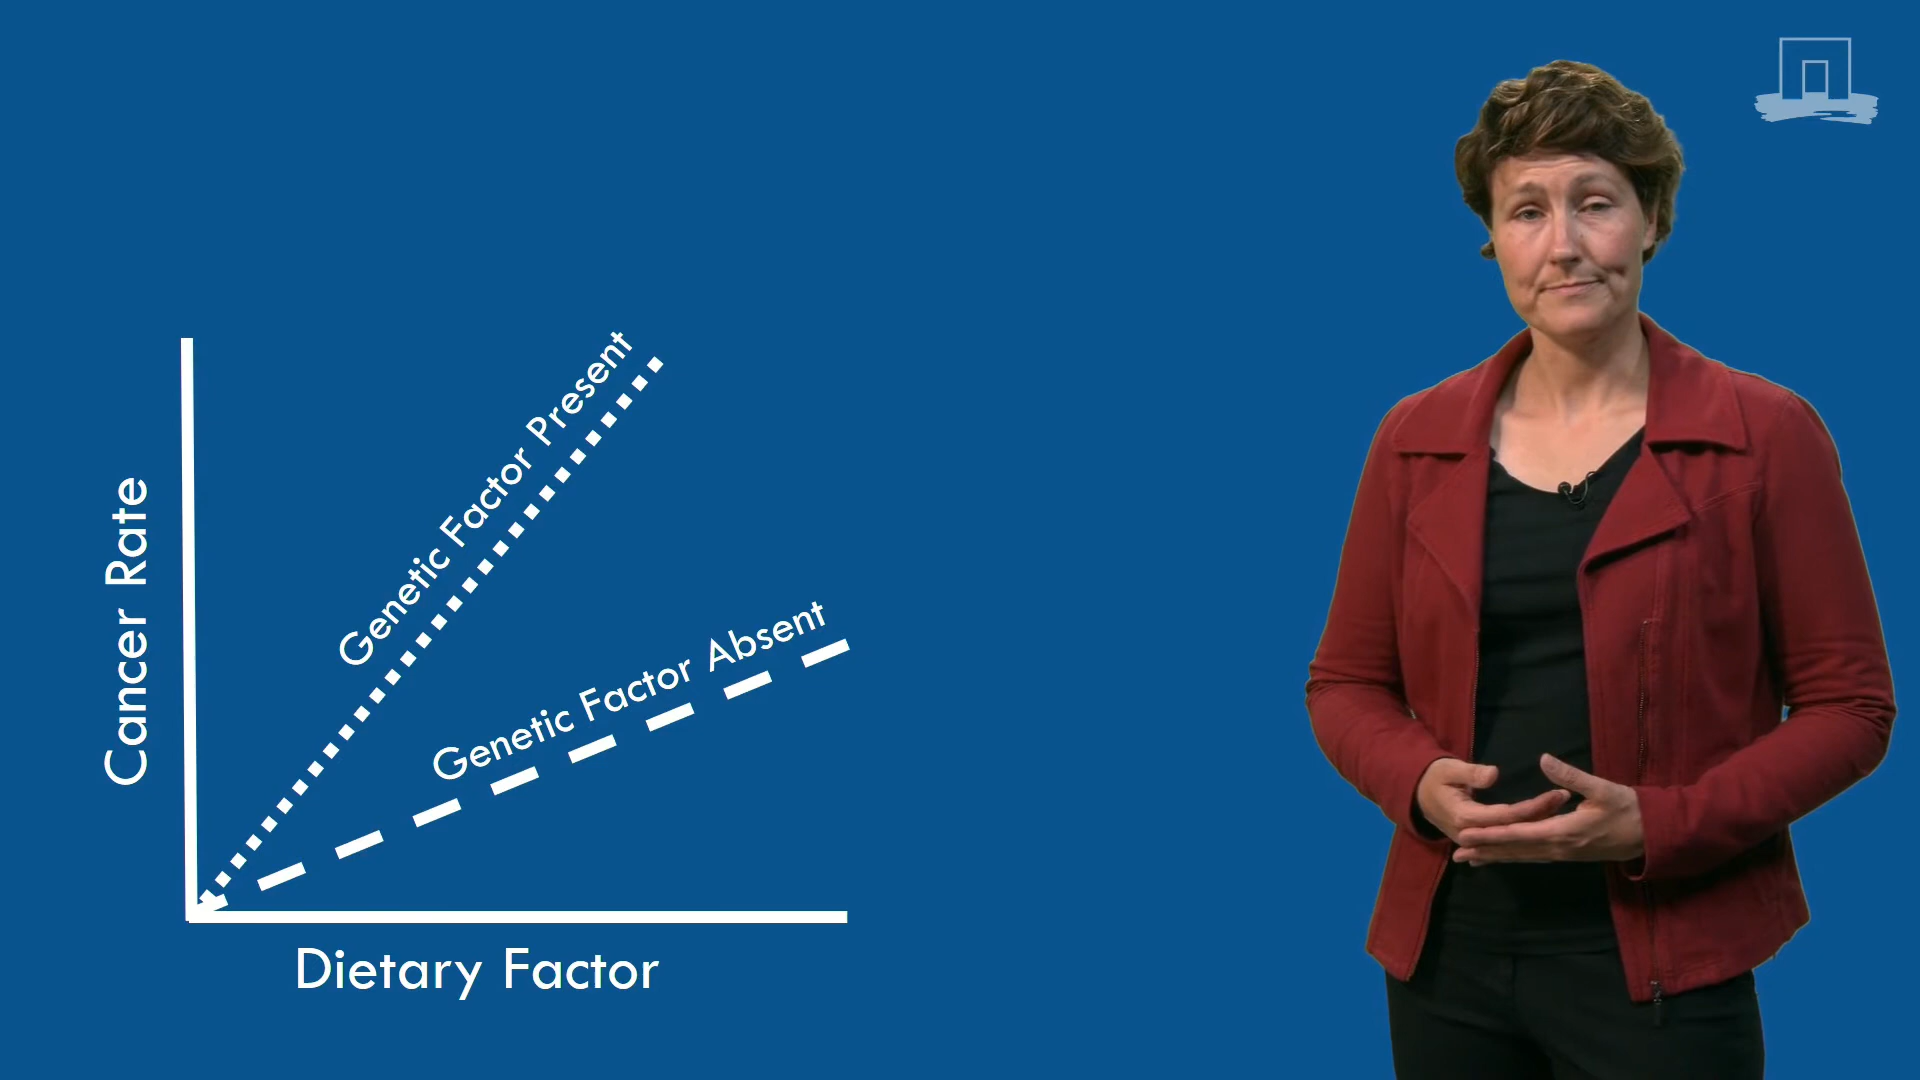 Genetic Factor Present
Cancer Rate
Genetic Factor Absent
Dietary Factor